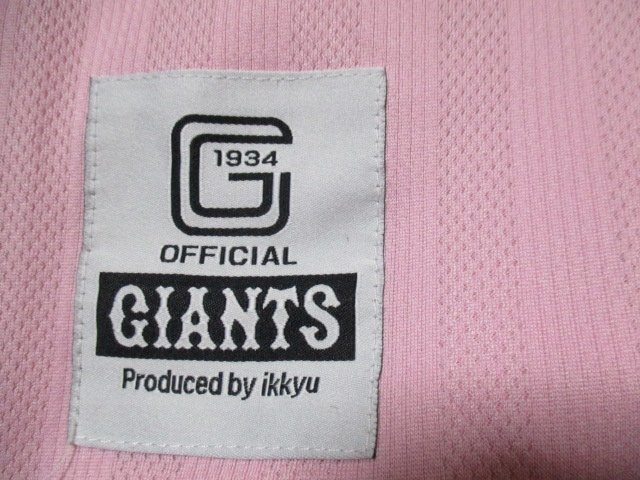 G
1934
OFFICIAL
GIANTS
Produced by ikkyu